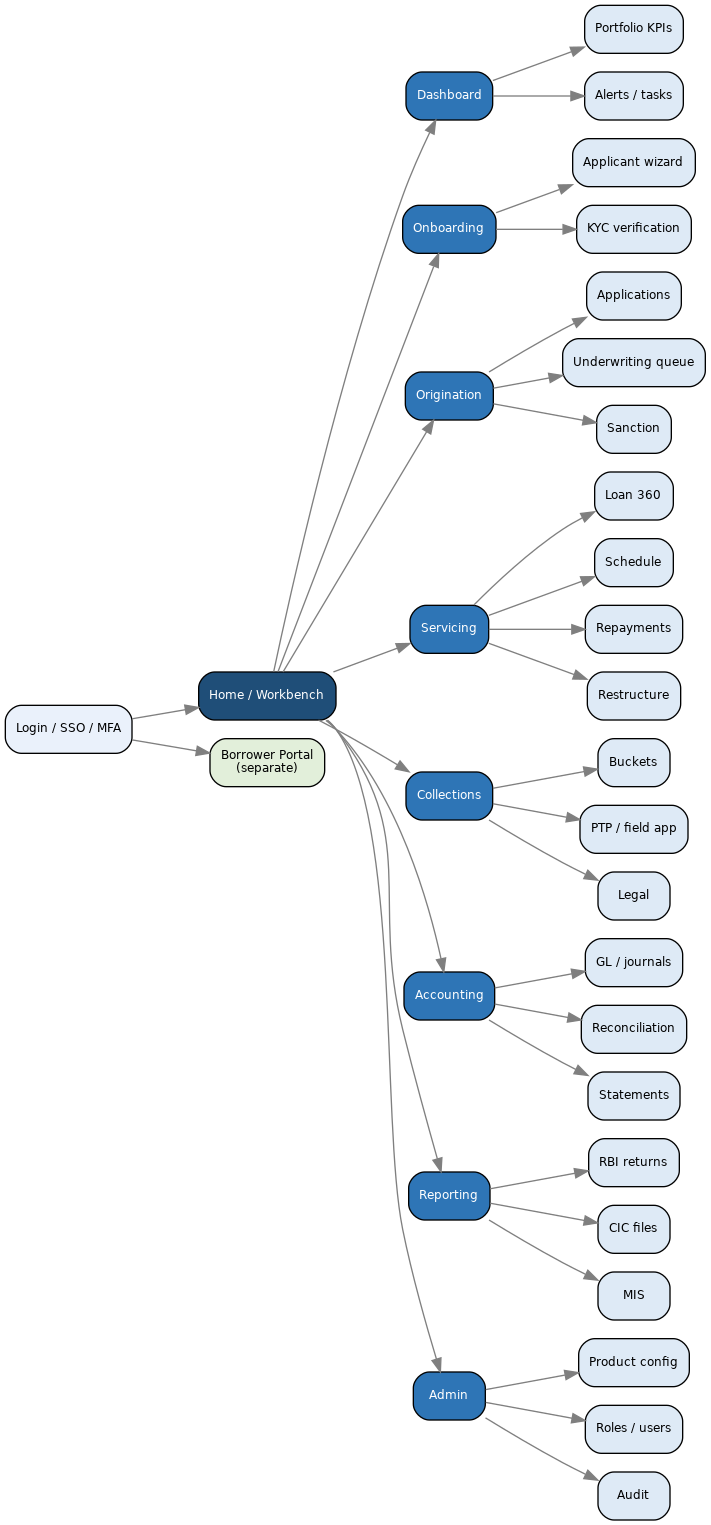 Login / SSO / MFA
Home / Workbench
Borrower Portal
(separate)
Dashboard
Portfolio KPIs
Alerts / tasks
Onboarding
Applicant wizard
KYC verification
Origination
Applications
Underwriting queue
Sanction
Servicing
Loan 360
Schedule
Repayments
Restructure
Collections
Buckets
PTP / field app
Legal
Accounting
GL / journals
Reconciliation
Statements
Reporting
RBI returns
CIC files
MIS
Admin
Product config
Roles / users
Audit